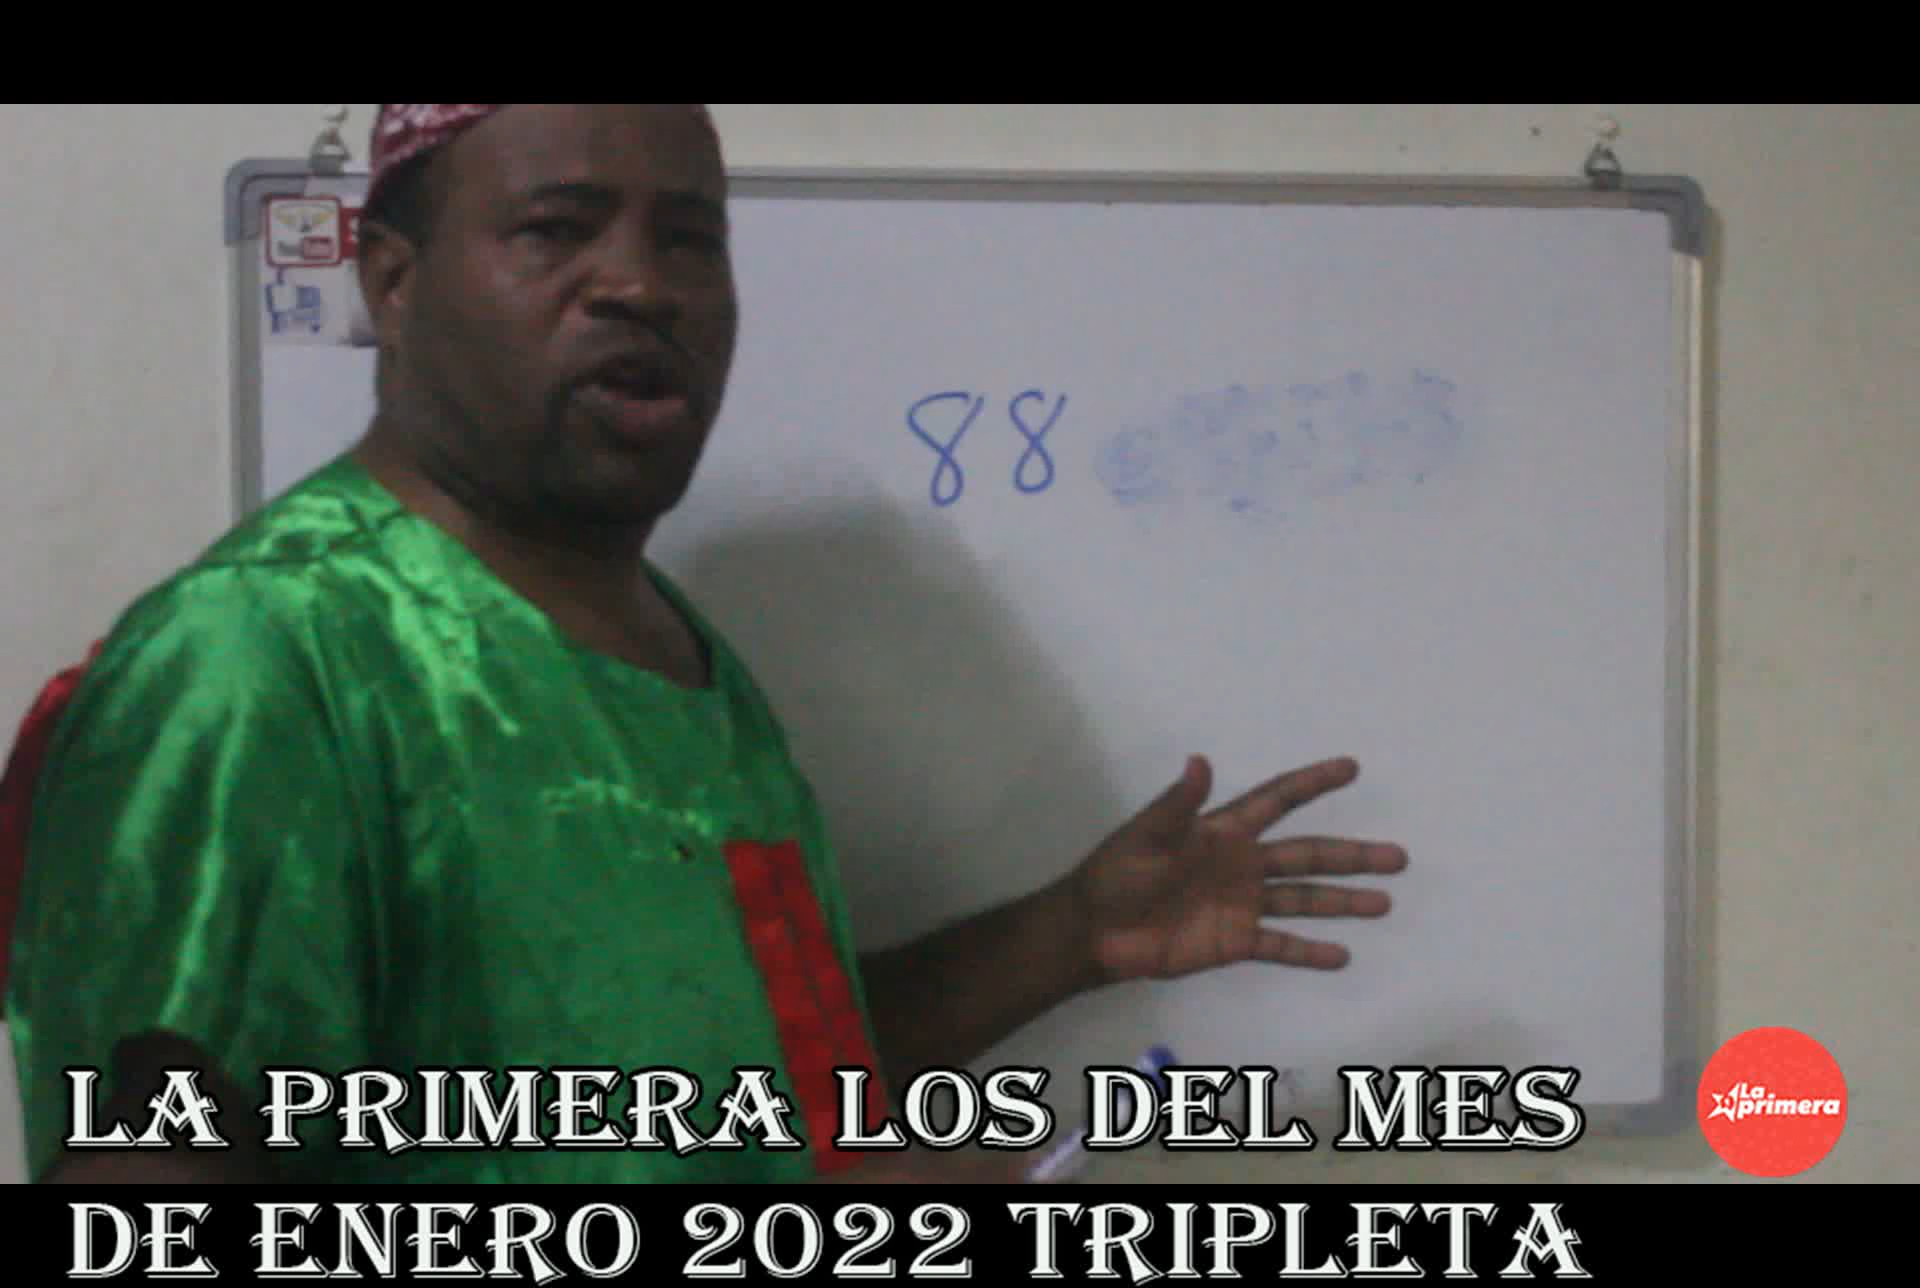 88
La
primera
LA PRIMERA LOS DEL MES
DE ENERO 2022 TRIPLETA